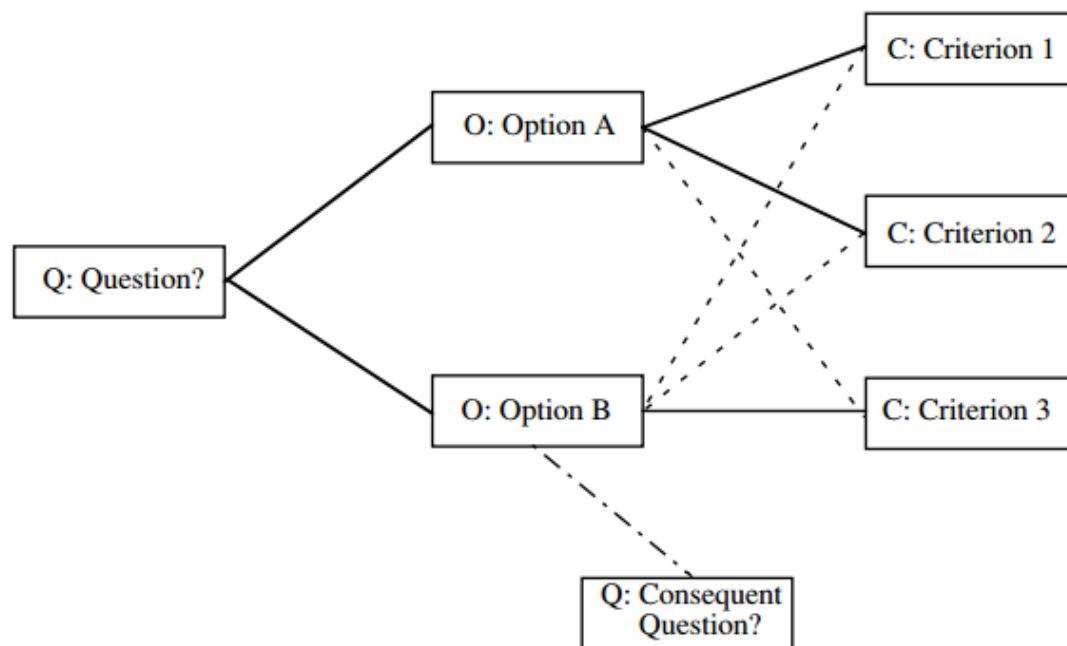 C: Criterion 1
O: Option A
C: Criterion 2
Q: Question?
O: Option B
C: Criterion 3
Q: Consequent
Question?